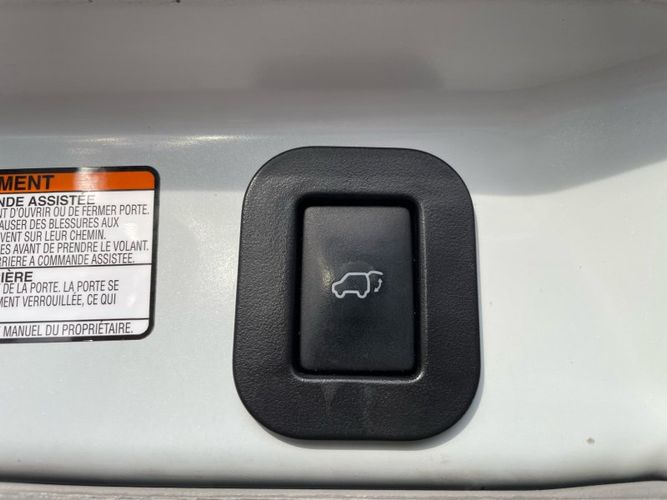 MENT
NDE ASSISTÉE
NT D'OUVRIR OU DE FERMER PORTE.
AUSER DES BLESSURES AUX
VENT SUR LEUR CHEMIN.
ES AVANT DE PRENDRE LE VOLANT.
RRIERE A COMMANDE ASSISTEE.
IÈRE
DE LA PORTE. LA PORTE SE
MENT VERROUILLÉE, CE QUI
MANUEL DU PROPRIÉTAIRE.